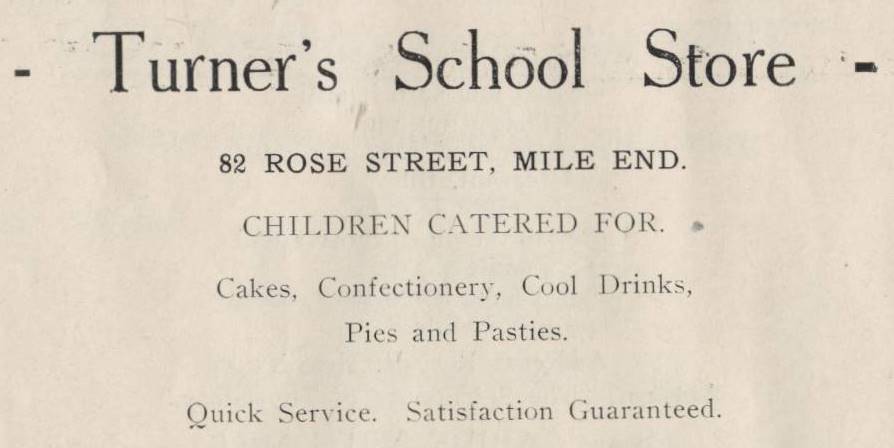 - Turner's School Store -
82 ROSE STREET, MILE END.
CHILDREN CATERED FOR.
Cakes, Confectionery, Cool Drinks,
Pies and Pasties.
Quick Service. Satisfaction Guaranteed.